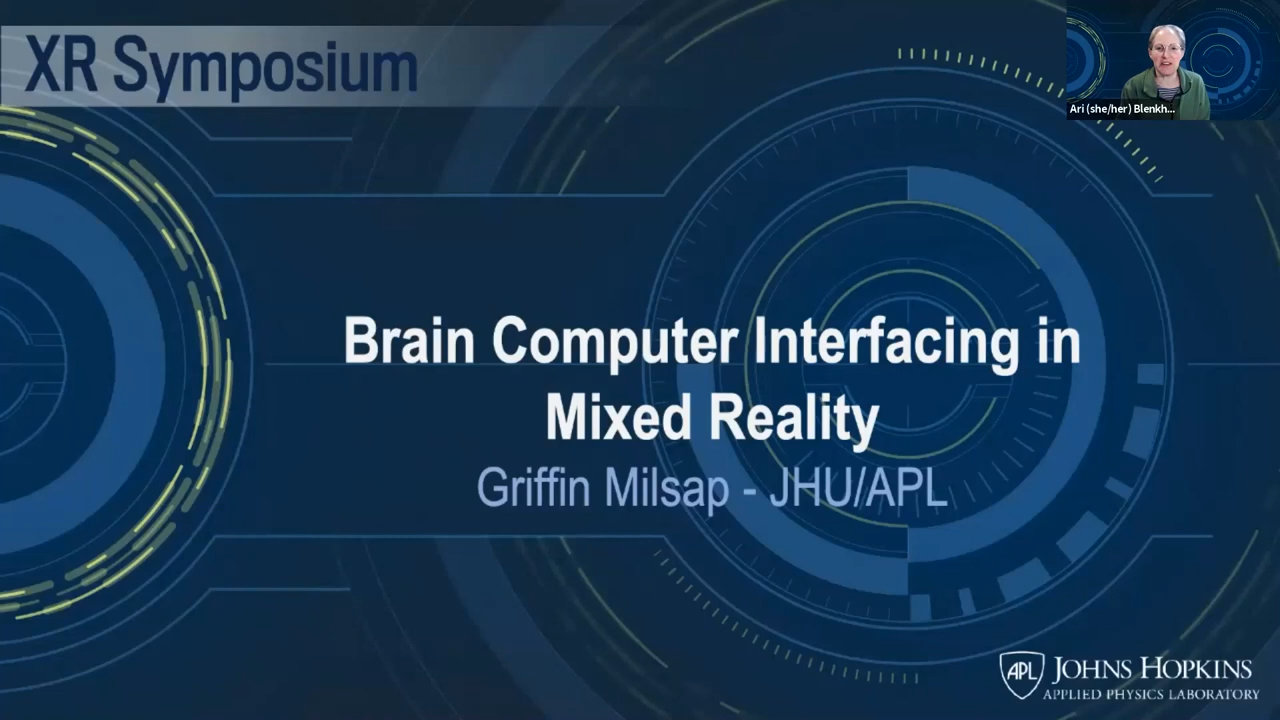 XR Symposium
Ari (she/her) Blenkh...
Brain Computer Interfacing in
Mixed Reality
Griffin Milsap - JHU/APL
APL
JOHNS HOPKINS
APPLIED PHYSICS LABORATORY